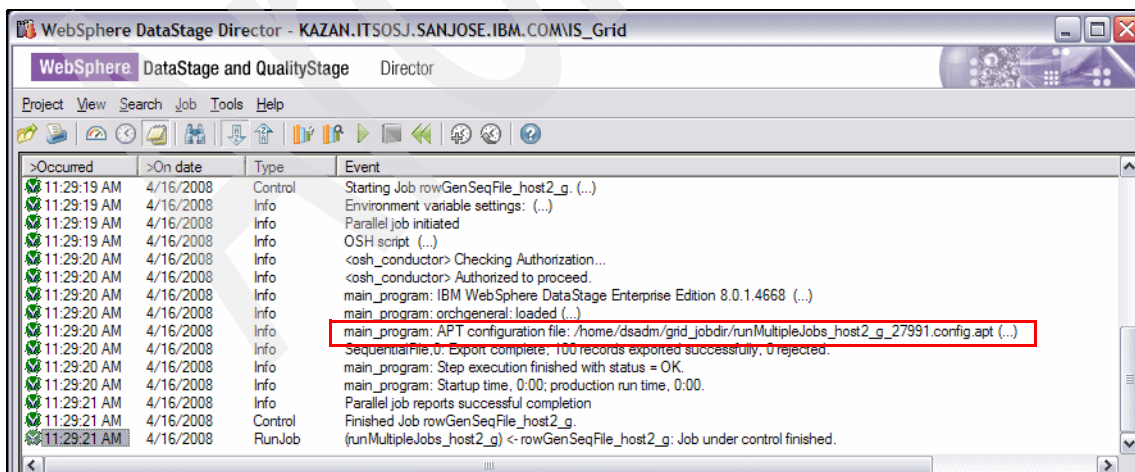 WebSphere DataStage Director - KAZAN.ITSOSJ.SANJOSE.IBM.COM\IS_Grid
WebSphere DataStage and QualityStage Director
Project View Search Job Tools Help
>Occurred >On date Type Event
11:29:19 AM 4/16/2008 Control Starting Job rowGenSeqFile_host2_g. (...)
11:29:19 AM 4/16/2008 Info Environment variable settings: (...)
11:29:19 AM 4/16/2008 Info Parallel job initiated
11:29:19 AM 4/16/2008 Info OSH script (...)
11:29:20 AM 4/16/2008 Info <osh_conductor> Checking Authorization...
11:29:20 AM 4/16/2008 Info <osh_conductor> Authorized to proceed.
11:29:20 AM 4/16/2008 Info main_program: IBM WebSphere DataStage Enterprise Edition 8.0.1.4668 (...)
11:29:20 AM 4/16/2008 Info main_program: orchgeneral: loaded (...)
11:29:20 AM 4/16/2008 Info main_program: APT configuration file: /home/dsadm/grid_jobdir/runMultipleJobs_host2_g_27991.config.apt (...)
11:29:20 AM 4/16/2008 Info SequentialFile,0: Export complete; 100 records exported successfully, 0 rejected.
11:29:20 AM 4/16/2008 Info main_program: Step execution finished with status = OK.
11:29:20 AM 4/16/2008 Info main_program: Startup time, 0:00; production run time, 0:00.
11:29:21 AM 4/16/2008 Info Parallel job reports successful completion
11:29:21 AM 4/16/2008 Control Finished Job rowGenSeqFile_host2_g.
11:29:21 AM 4/16/2008 RunJob (runMultipleJobs_host2_g) <- rowGenSeqFile_host2_g: Job under control finished.